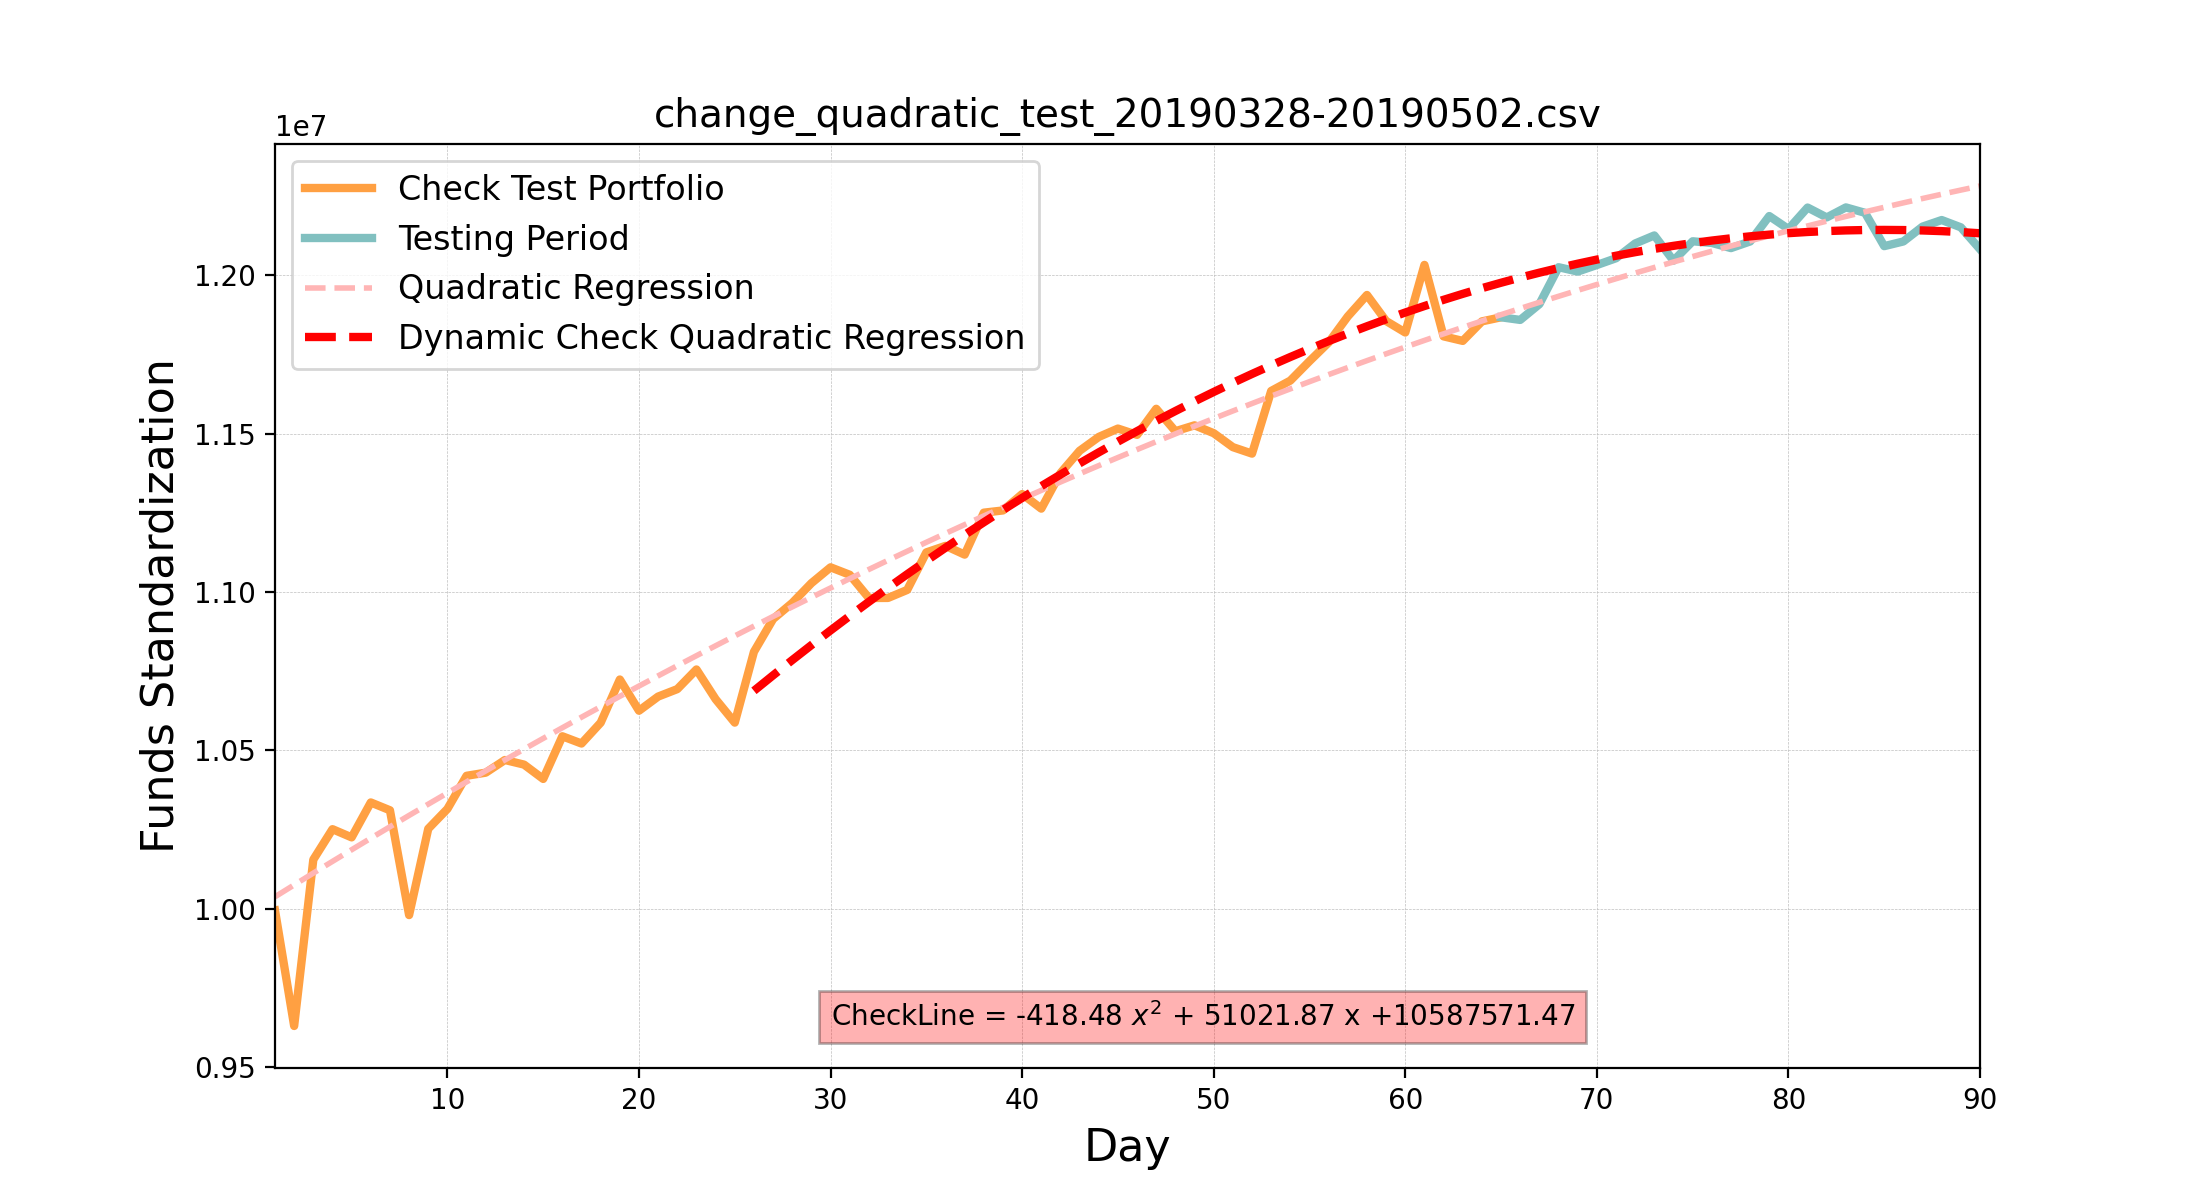 change_quadratic_test_20190328-20190502.csv
1e7
Check Test Portfolio
Testing Period
Quadratic Regression
Dynamic Check Quadratic Regression
Funds Standardization
1.20
1.15
1.10
1.05
1.00
0.95
CheckLine = -418.48 x² + 51021.87 x +10587571.47
10 20 30 40 50 60 70 80 90
Day